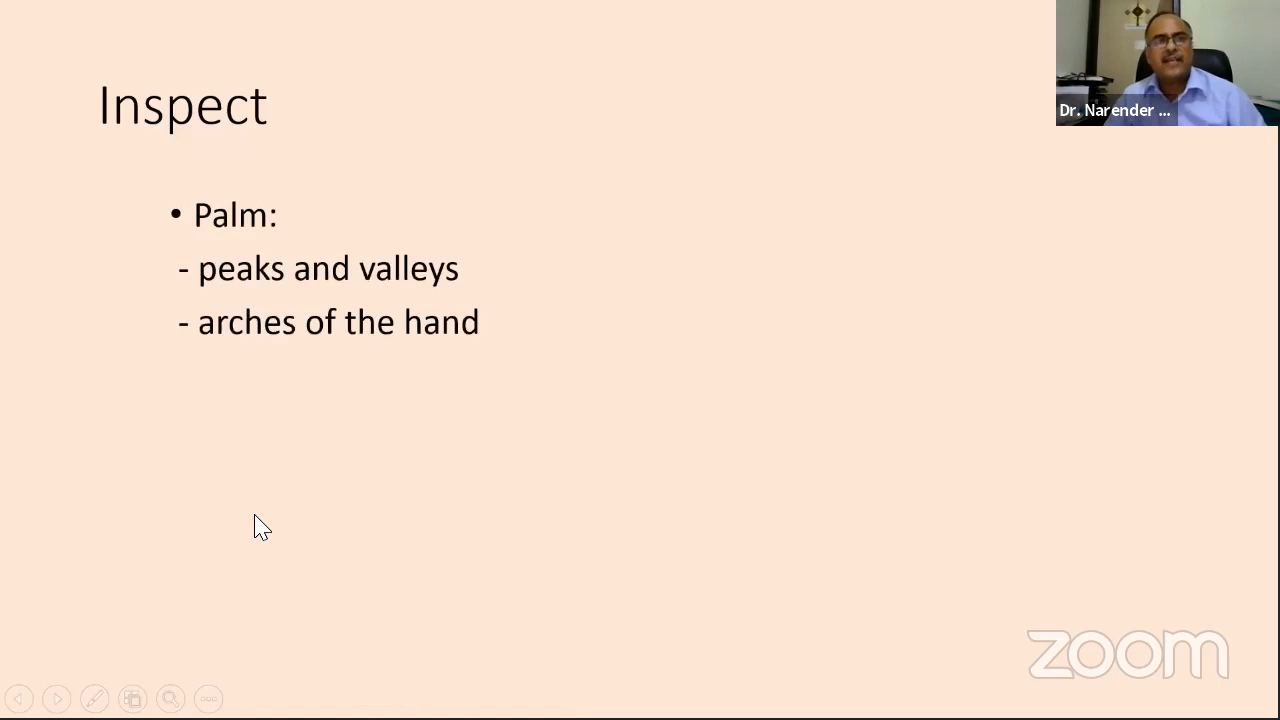 Inspect
Dr. Narender ...
• Palm:
- peaks and valleys
- arches of the hand
zoom